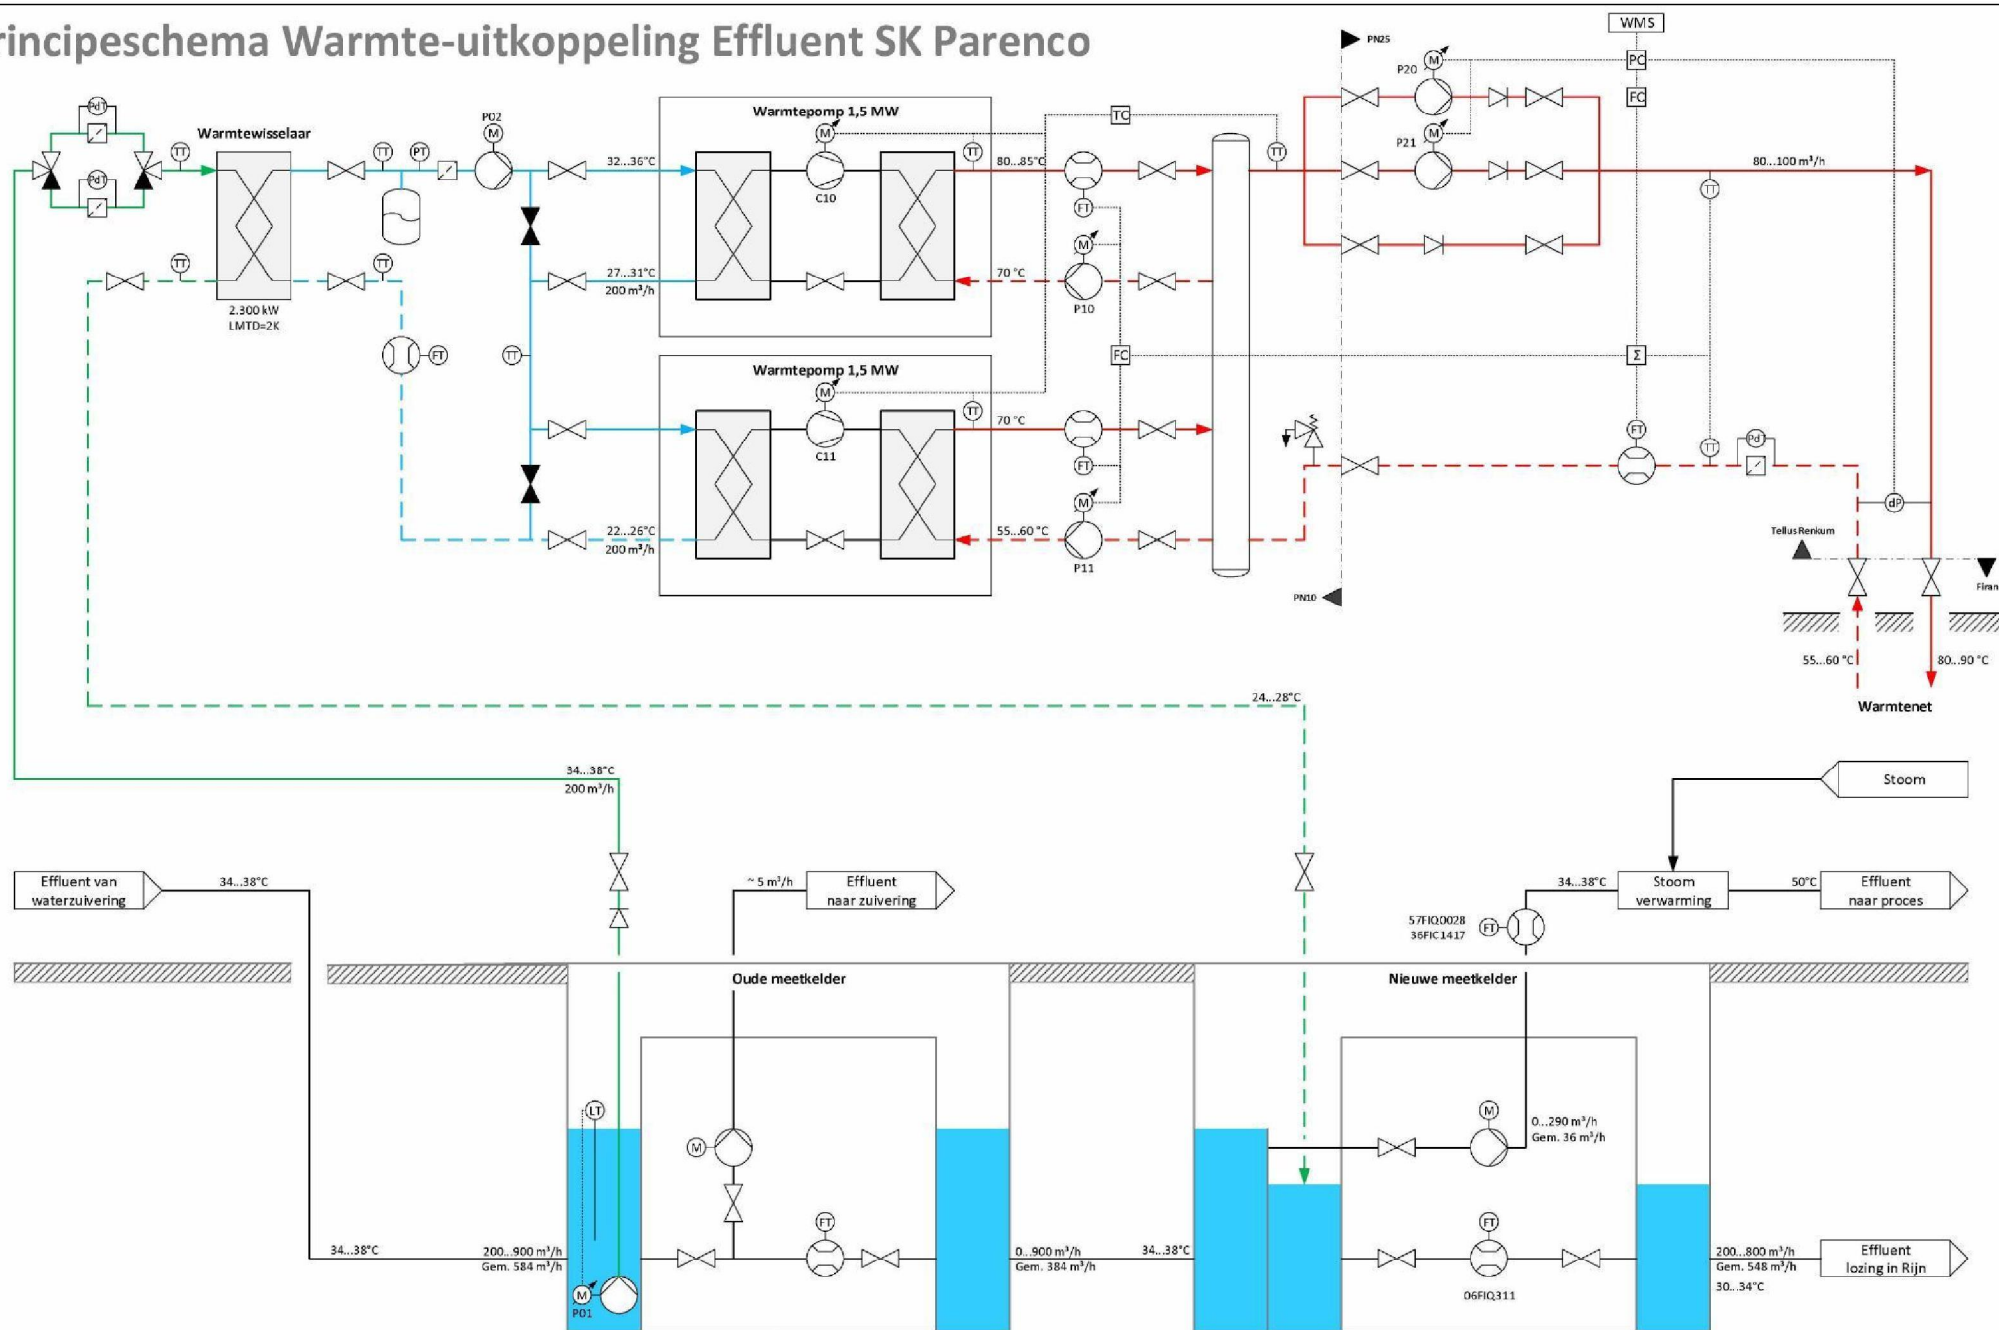 rincipeschema Warmte-uitkoppeling Effluent SK Parenco
WMS
PN25
P20
M
PC
FC
PdT
PdT
TT
Warmtewisselaar
P02
M
TT
PT
Warmtepomp 1,5 MW
M
C10
32...36°C
27...31°C
200 m³/h
TT
80...85°C
TC
TT
FT
M
70 °C
P10
P21
M
80...100 m³/h
TT
TT
TT
2.300 kW
LMTD=2K
FT
TT
Warmtepomp 1,5 MW
M
C11
22...26°C
200 m³/h
TT
70 °C
FC
Σ
FT
M
55...60 °C
P11
FT
TT
PdT
dP
Tellus Renkum
Firan
PN10
55...60 °C
80...90 °C
Warmtenet
24...28°C
34...38°C
200 m³/h
Stoom
Effluent van
waterzuivering
34...38°C
~ 5 m³/h
Effluent
naar zuivering
34...38°C
Stoom
verwarming
50°C
Effluent
naar proces
57FIQ0028
36FIC1417
FT
Oude meetkelder
Nieuwe meetkelder
LT
M
M
0...290 m³/h
Gem. 36 m³/h
34...38°C
200...900 m³/h
Gem. 584 m³/h
FT
0...900 m³/h
Gem. 384 m³/h
34...38°C
FT
06FIQ311
200...800 m³/h
Gem. 548 m³/h
30...34°C
Effluent
lozing in Rijn
M
P01